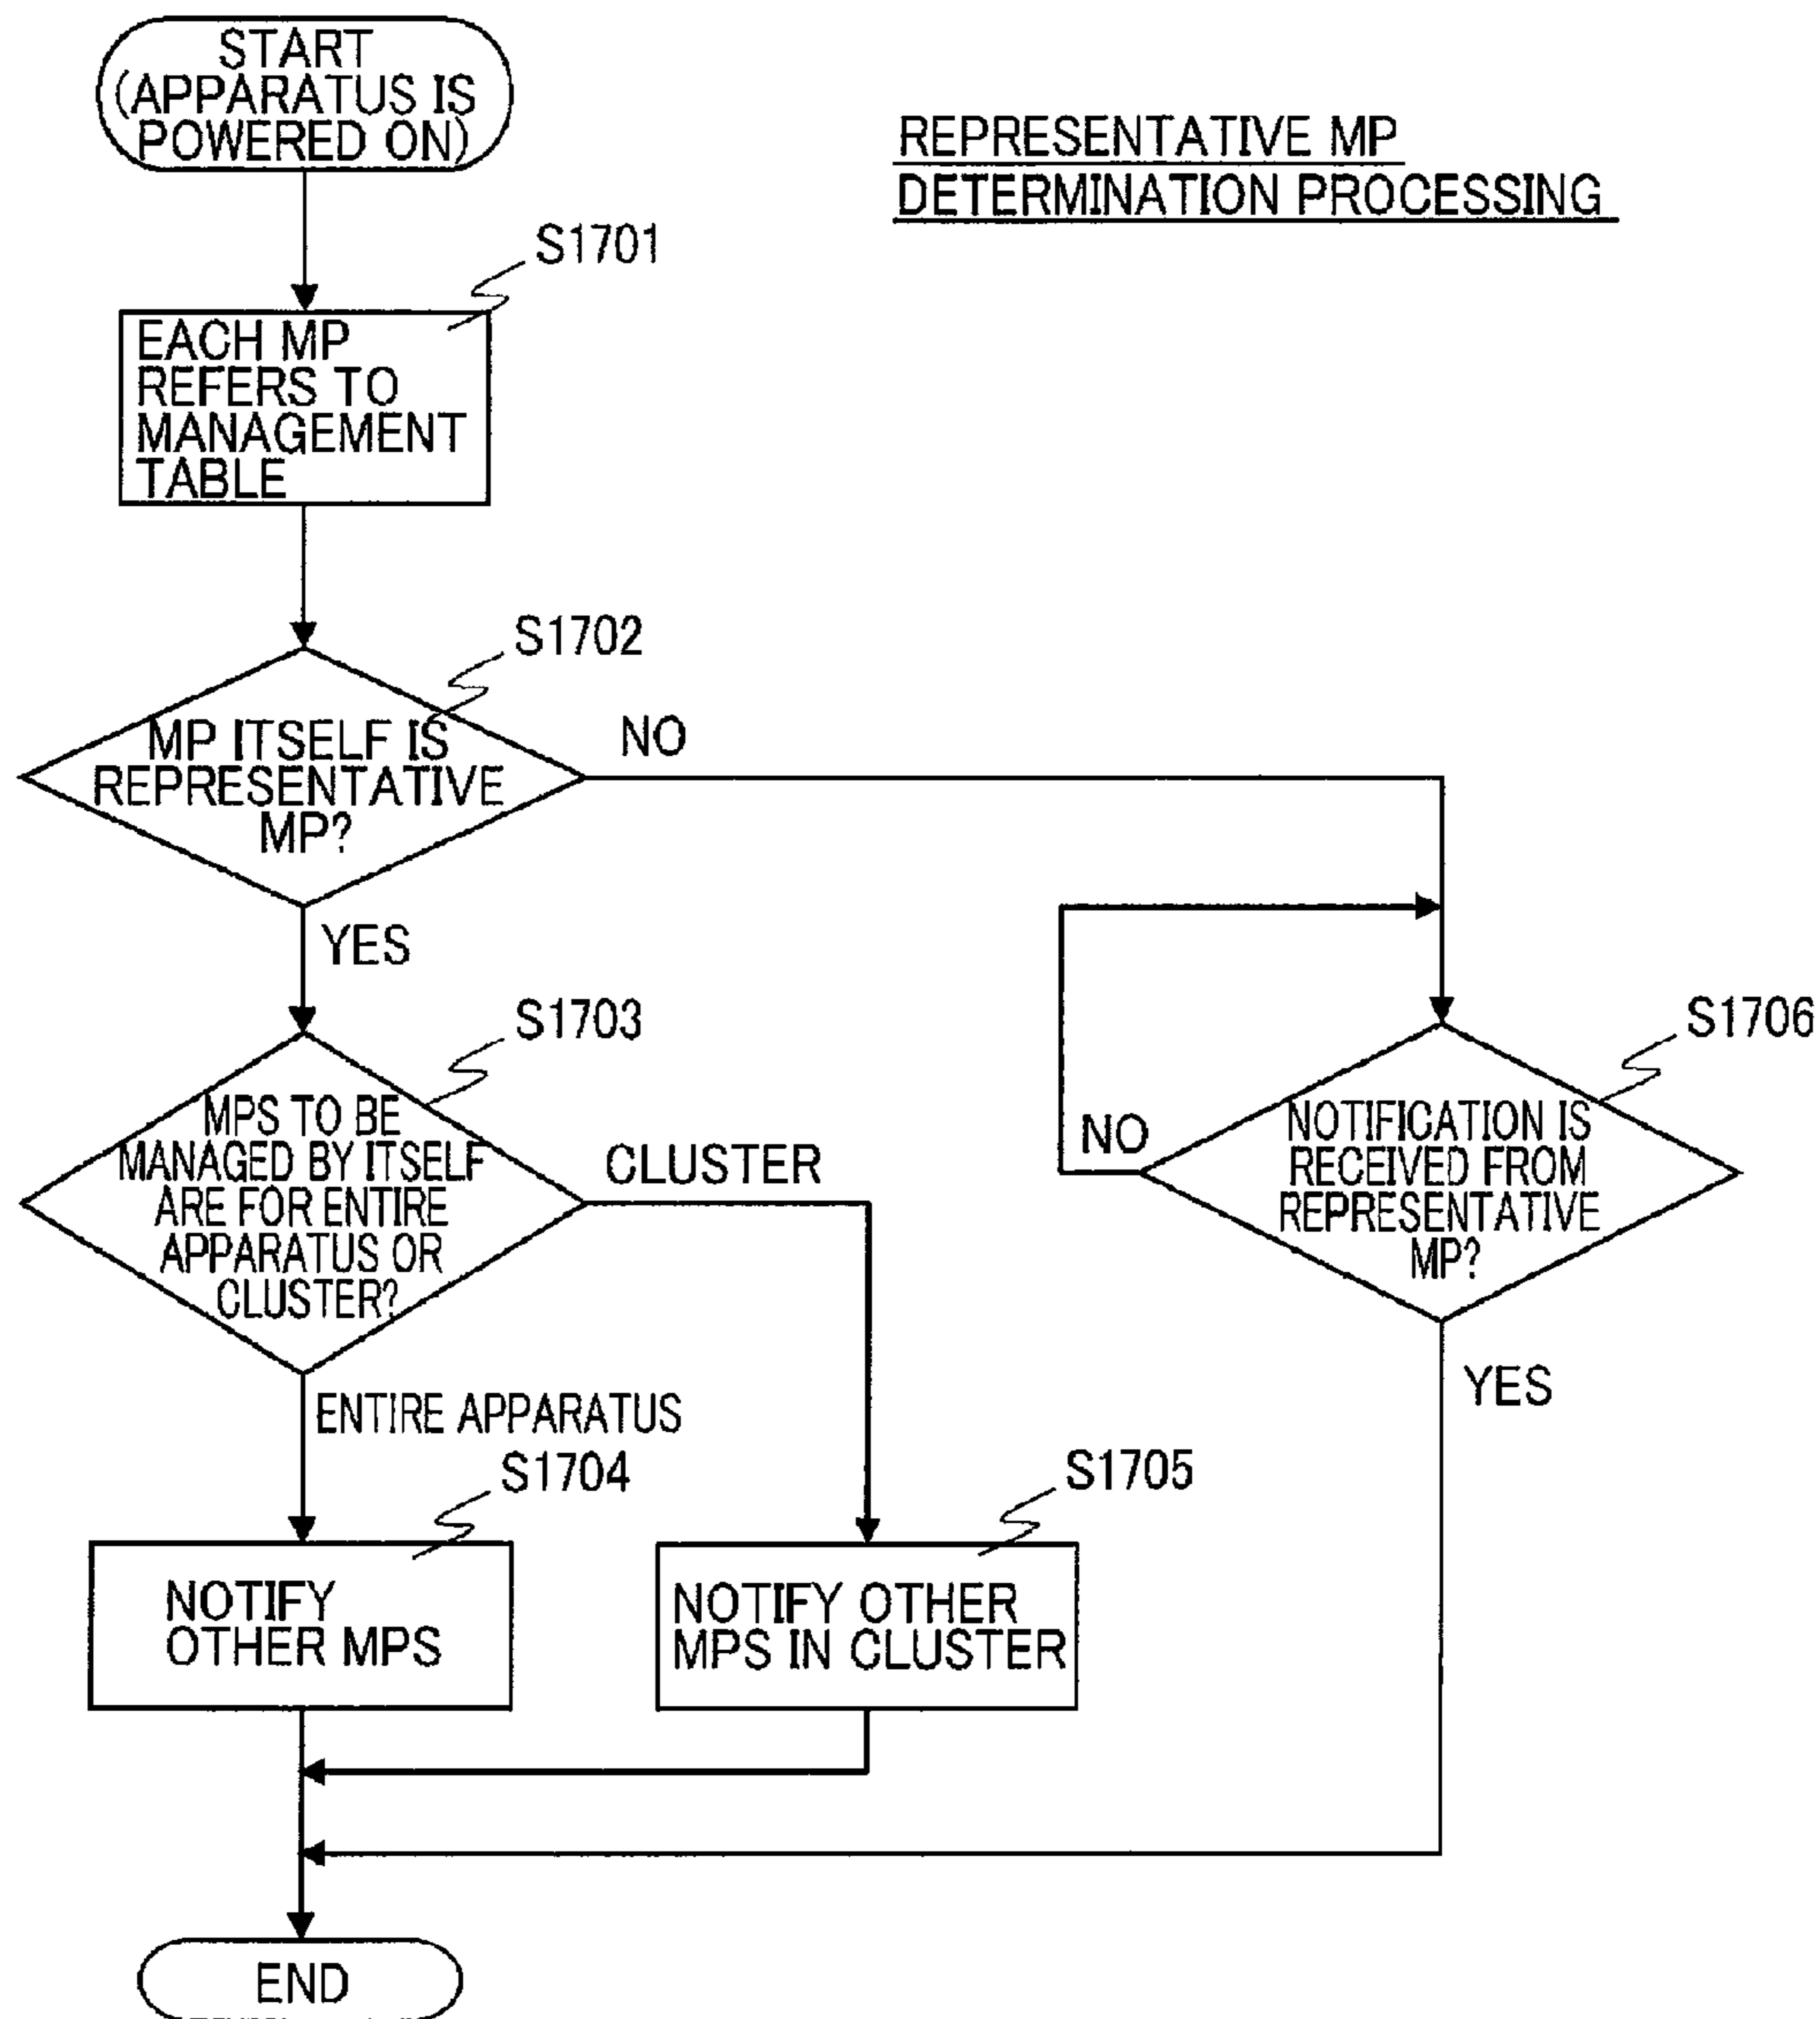 START
(APPARATUS IS
POWERED ON)
REPRESENTATIVE MP
DETERMINATION PROCESSING
S1701
EACH MP
REFERS TO
MANAGEMENT
TABLE
S1702
MP ITSELF IS
REPRESENTATIVE
MP?
NO
YES
S1703
MPS TO BE
MANAGED BY ITSELF
ARE FOR ENTIRE
APPARATUS OR
CLUSTER?
CLUSTER
NO
S1706
NOTIFICATION IS
RECEIVED FROM
REPRESENTATIVE
MP?
YES
ENTIRE APPARATUS
S1704
NOTIFY
OTHER MPS
S1705
NOTIFY OTHER
MPS IN CLUSTER
END